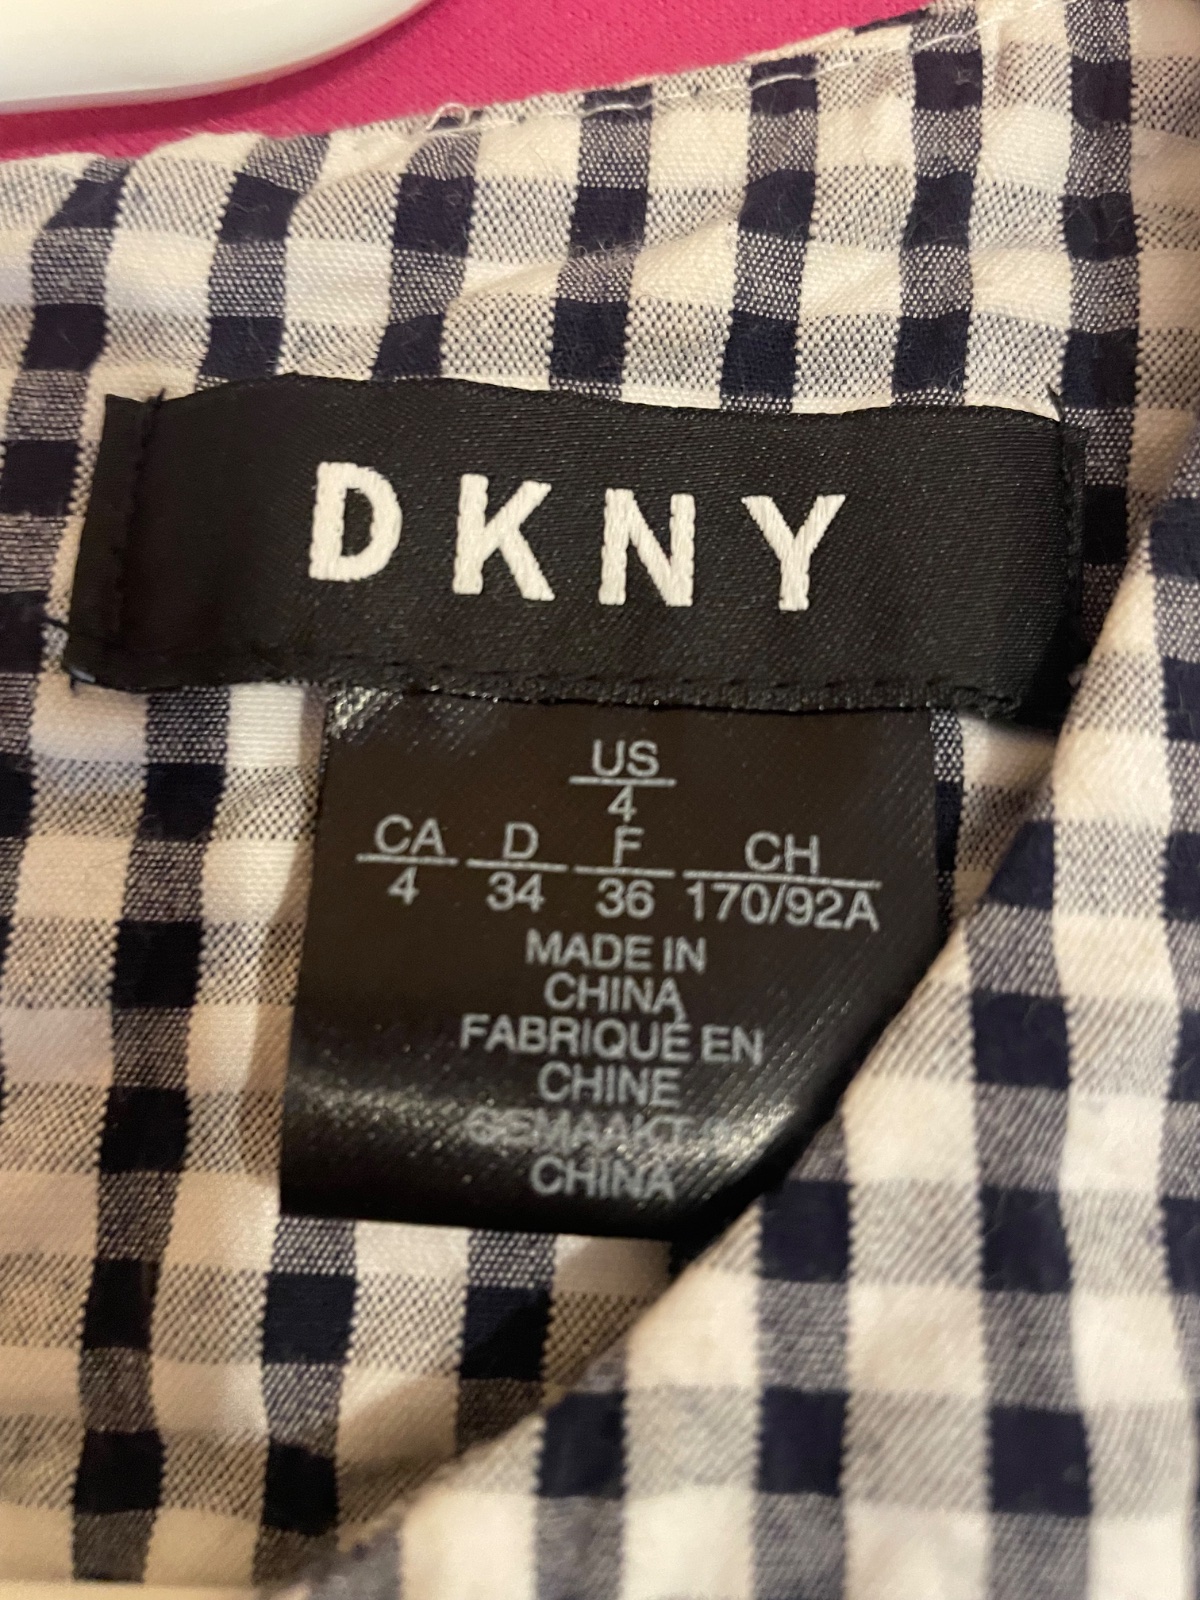 DKNY
US
4
CA D F CH
4 34 36 170/92A
MADE IN
CHINA
FABRIQUÉ EN
CHINE
GEMAAKT
CHINA